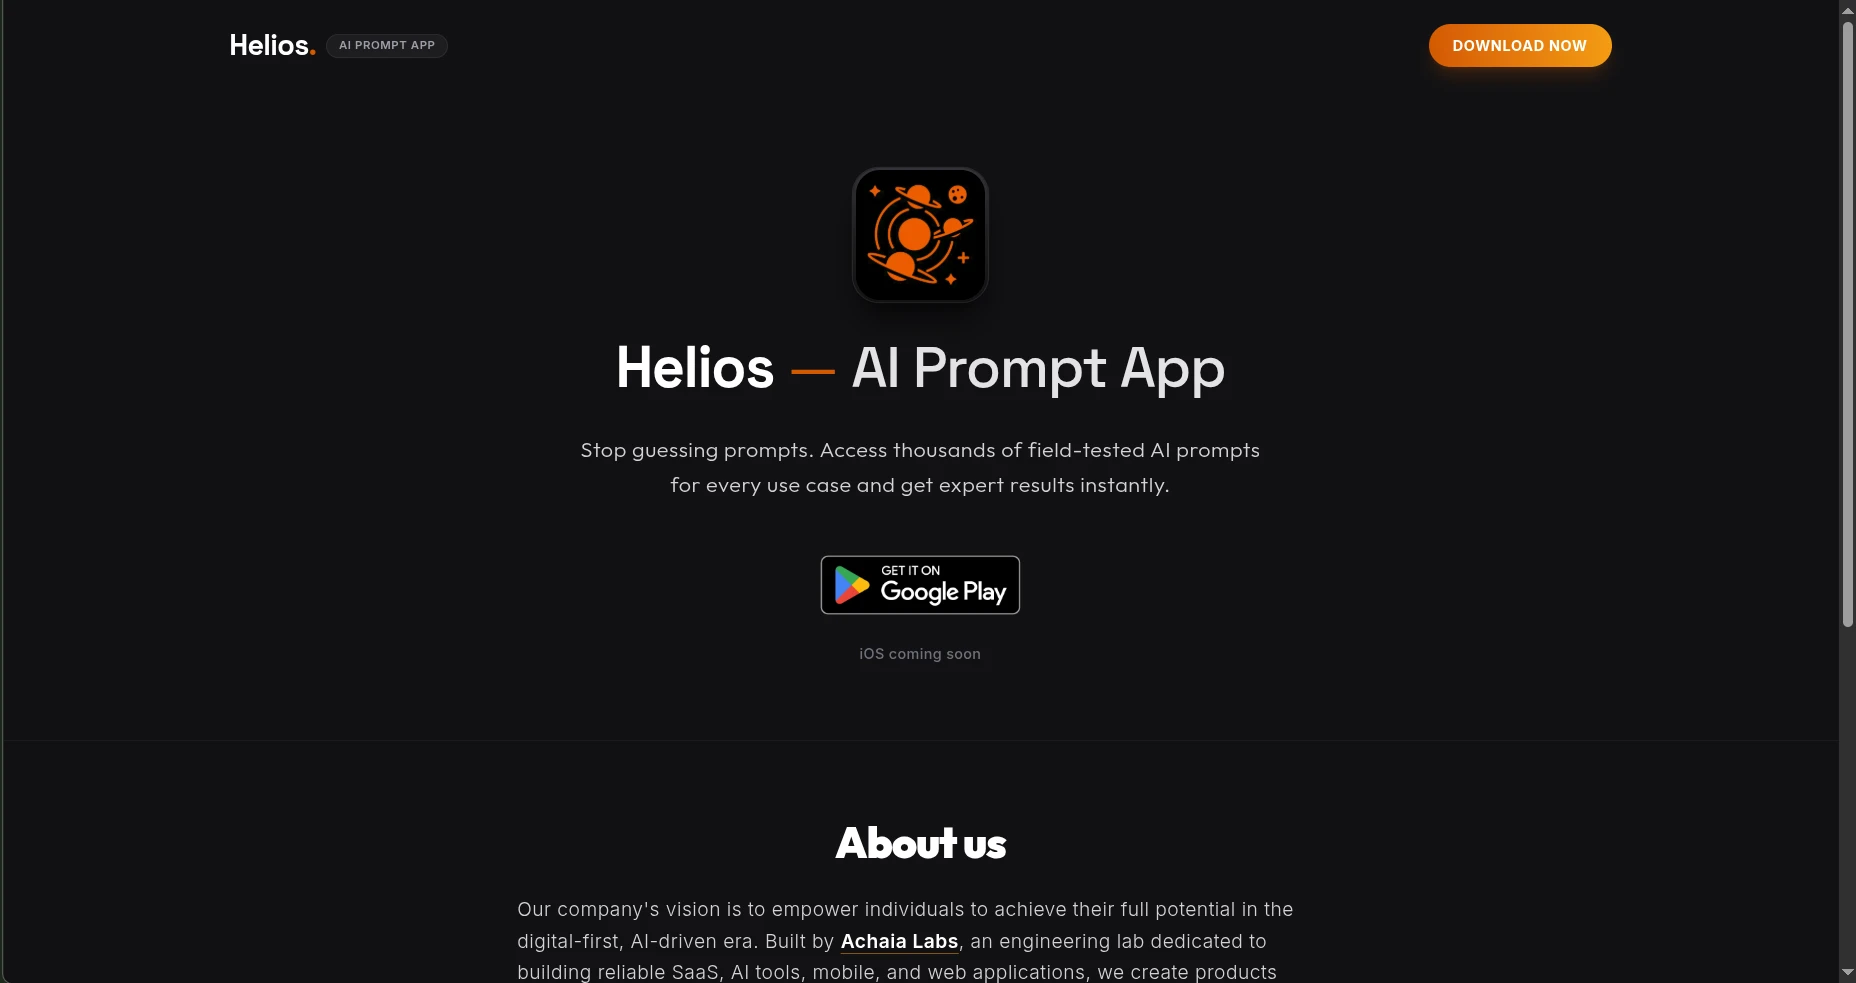 Helios.
AI PROMPT APP
DOWNLOAD NOW
Helios — AI Prompt App
Stop guessing prompts. Access thousands of field-tested AI prompts
for every use case and get expert results instantly.
GET IT ON
Google Play
iOS coming soon
About us
Our company's vision is to empower individuals to achieve their full potential in the
digital-first, AI-driven era. Built by Achaia Labs, an engineering lab dedicated to
building reliable SaaS, AI tools, mobile, and web applications, we create products